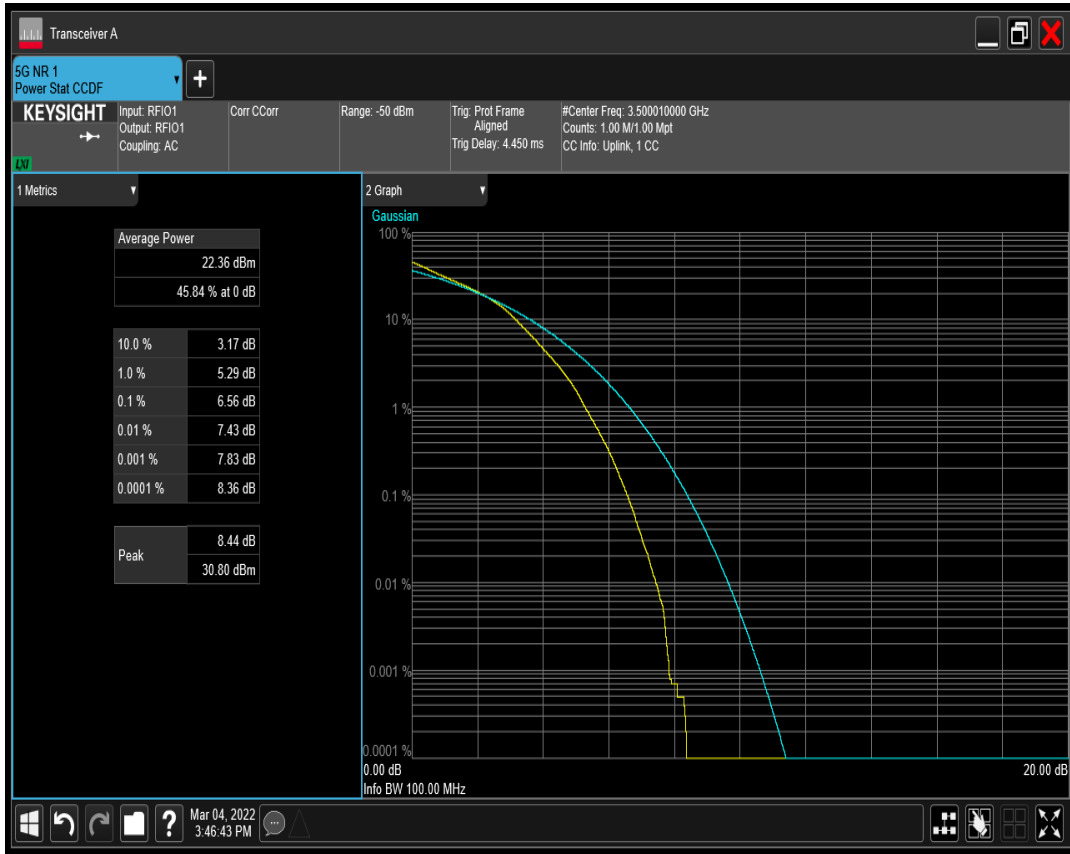 Transceiver A
5G NR 1
Power Stat CCDF
KEYSIGHT
LXI
Input: RFIO1
Output: RFIO1
Coupling: AC
Corr CCorr
Range: -50 dBm
Trig: Prot Frame
Aligned
Trig Delay: 4.450 ms
#Center Freq: 3.500010000 GHz
Counts: 1.00 M/1.00 Mpt
CC Info: Uplink, 1 CC
1 Metrics
Average Power
22.36 dBm
45.84 % at 0 dB
10.0 % 3.17 dB
1.0 % 5.29 dB
0.1 % 6.56 dB
0.01 % 7.43 dB
0.001 % 7.83 dB
0.0001 % 8.36 dB
Peak 8.44 dB
30.80 dBm
2 Graph
Gaussian
100 %
10 %
1 %
0.1 %
0.01 %
0.001 %
0.0001 %
0.00 dB 20.00 dB
Info BW 100.00 MHz
? Mar 04, 2022
3:46:43 PM